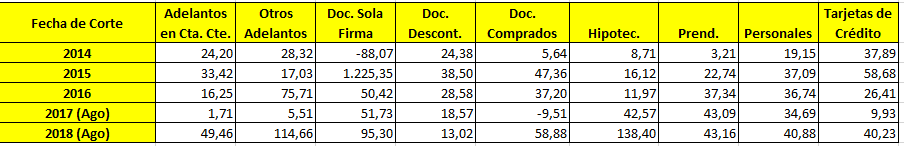 Fecha de Corte Adelantos en Cta. Cte. Otros Adelantos Doc. Sola Firma Doc. Descont. Doc. Comprados Hipotec. Prend. Personales Tarjetas de Crédito
2014 24,20 28,32 -88,07 24,38 5,64 8,71 3,21 19,15 37,89
2015 33,42 17,03 1.225,35 38,50 47,36 16,12 22,74 37,09 58,68
2016 16,25 75,71 50,42 28,58 37,20 11,97 37,34 36,74 26,41
2017 (Ago) 1,71 5,51 51,73 18,57 -9,51 42,57 43,09 34,69 9,93
2018 (Ago) 49,46 114,66 95,30 13,02 58,88 138,40 43,16 40,88 40,23